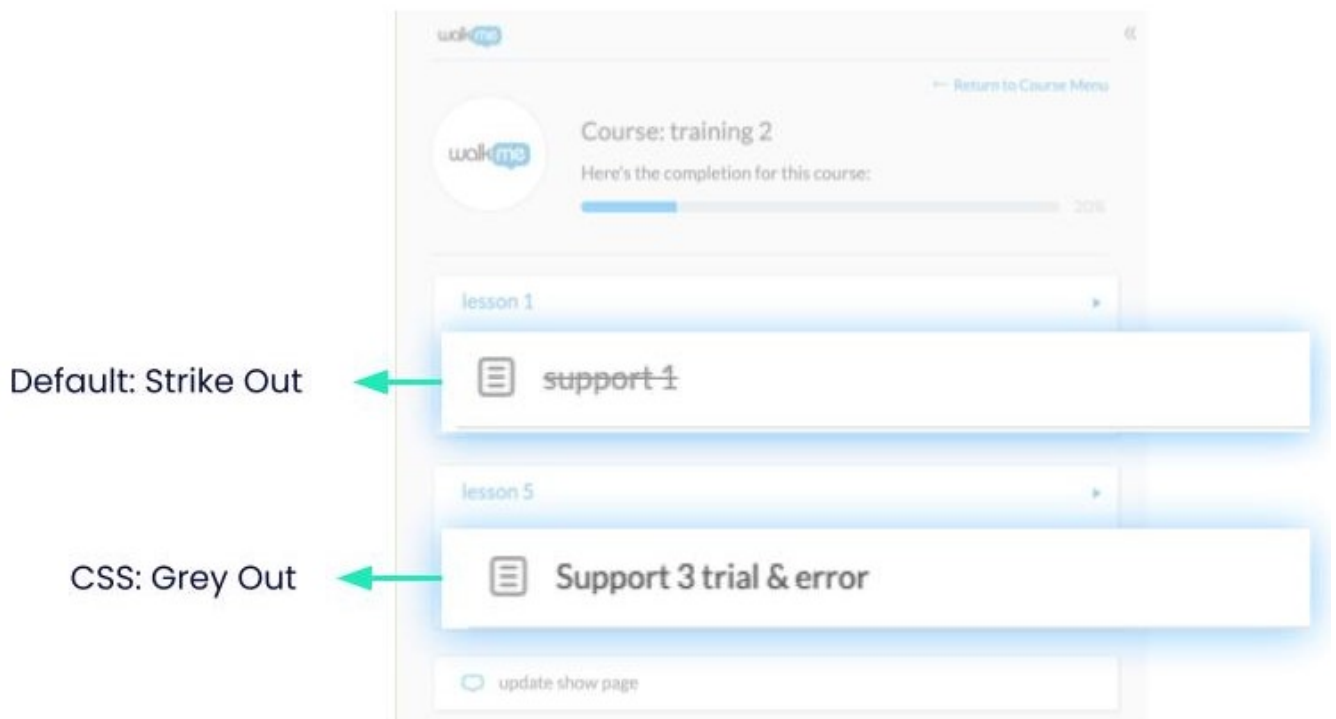 walkme
«
← Return to Course Menu
walkme
Course: training 2
Here's the completion for this course:
20%
lesson 1
Default: Strike Out
support 1
lesson 5
CSS: Grey Out
Support 3 trial & error
update show page